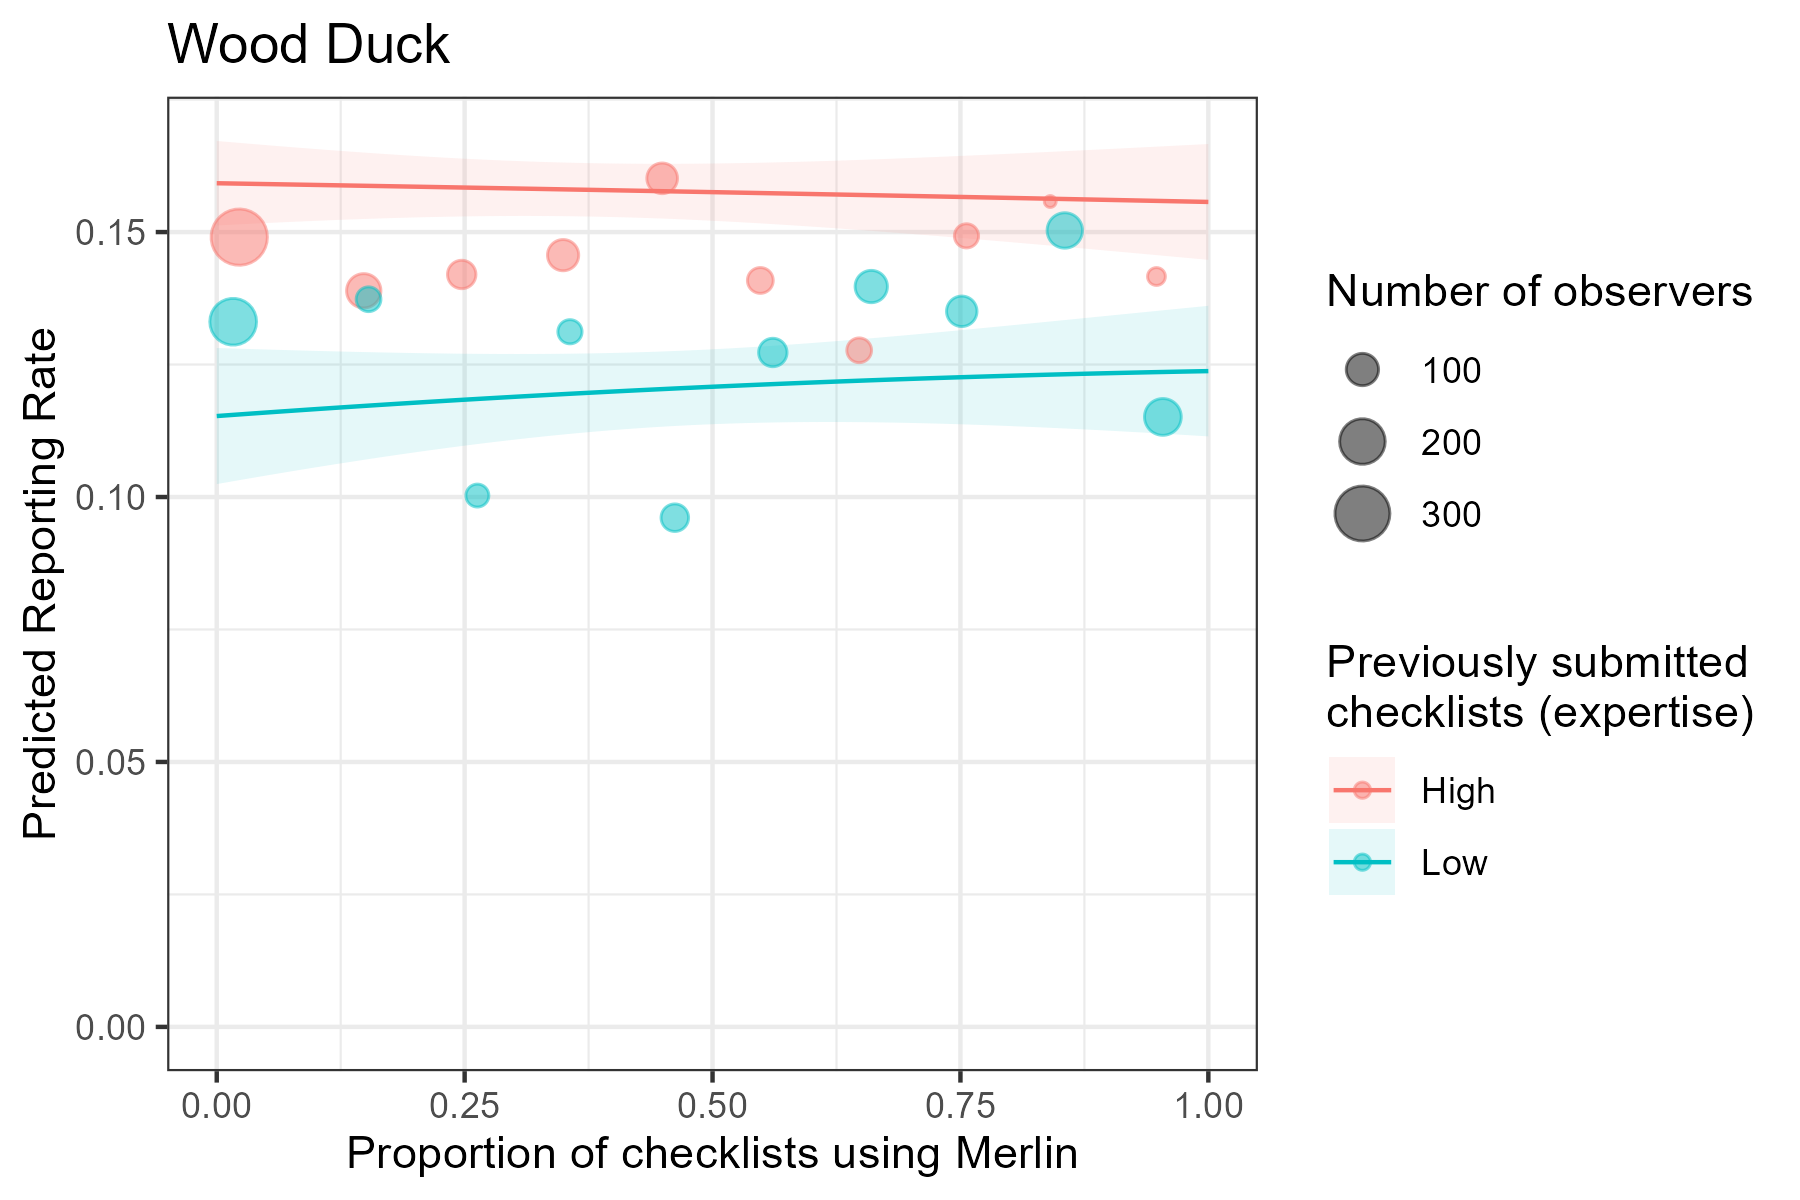 Wood Duck
Predicted Reporting Rate
0.15
0.10
0.05
0.00
0.00 0.25 0.50 0.75 1.00
Proportion of checklists using Merlin
Number of observers
100
200
300
Previously submitted
checklists (expertise)
High
Low